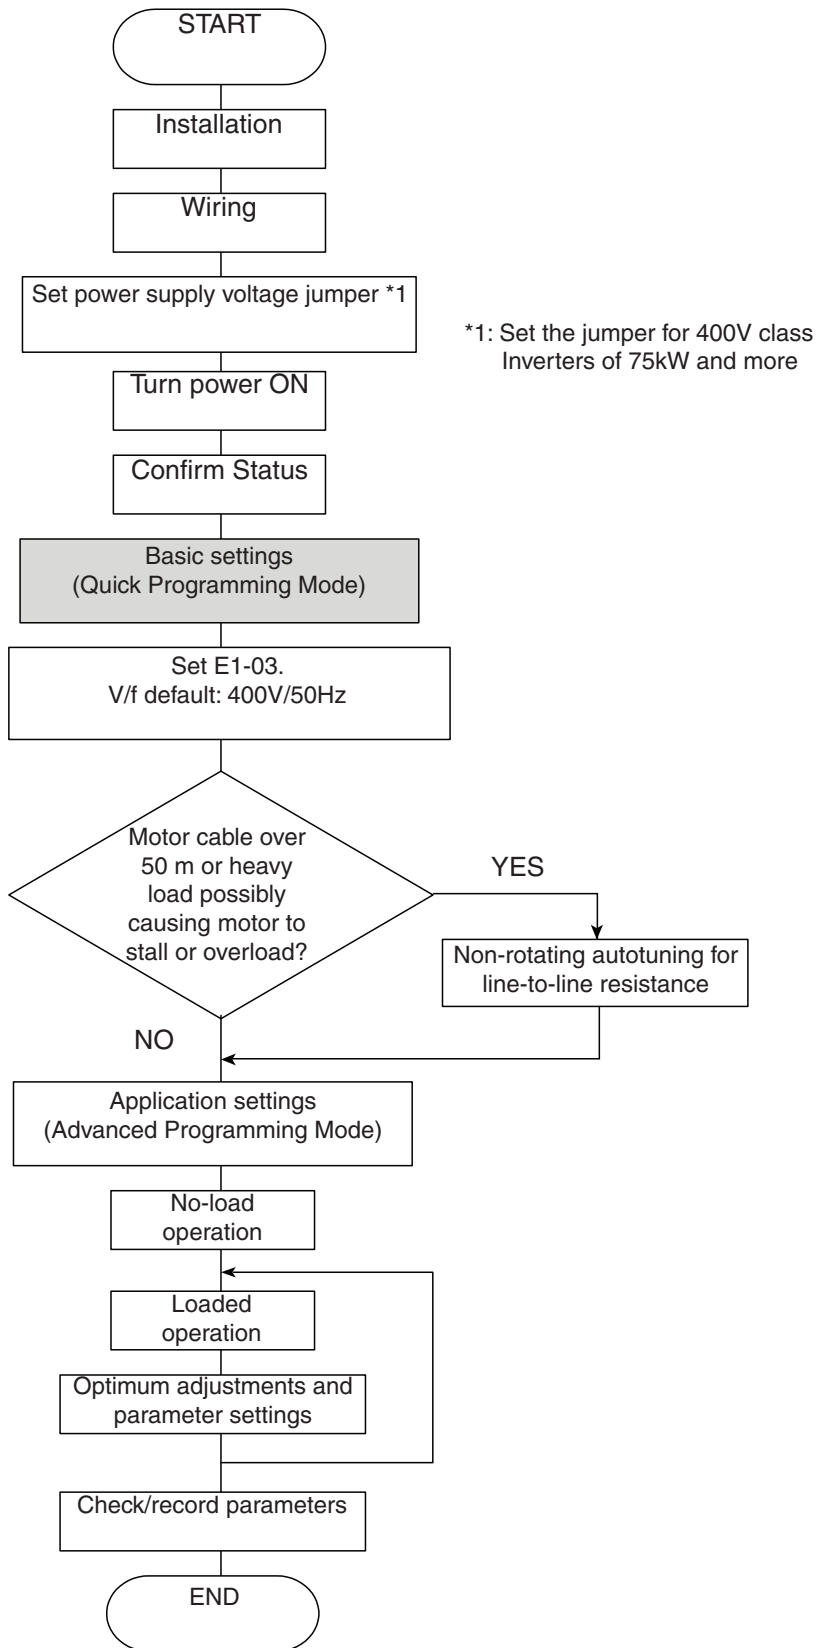 START
Installation
Wiring
Set power supply voltage jumper *1
*1: Set the jumper for 400V class
Inverters of 75kW and more
Turn power ON
Confirm Status
Basic settings
(Quick Programming Mode)
Set E1-03.
V/f default: 400V/50Hz
Motor cable over
50 m or heavy
load possibly
causing motor to
stall or overload?
YES
Non-rotating autotuning for
line-to-line resistance
NO
Application settings
(Advanced Programming Mode)
No-load
operation
Loaded
operation
Optimum adjustments and
parameter settings
Check/record parameters
END